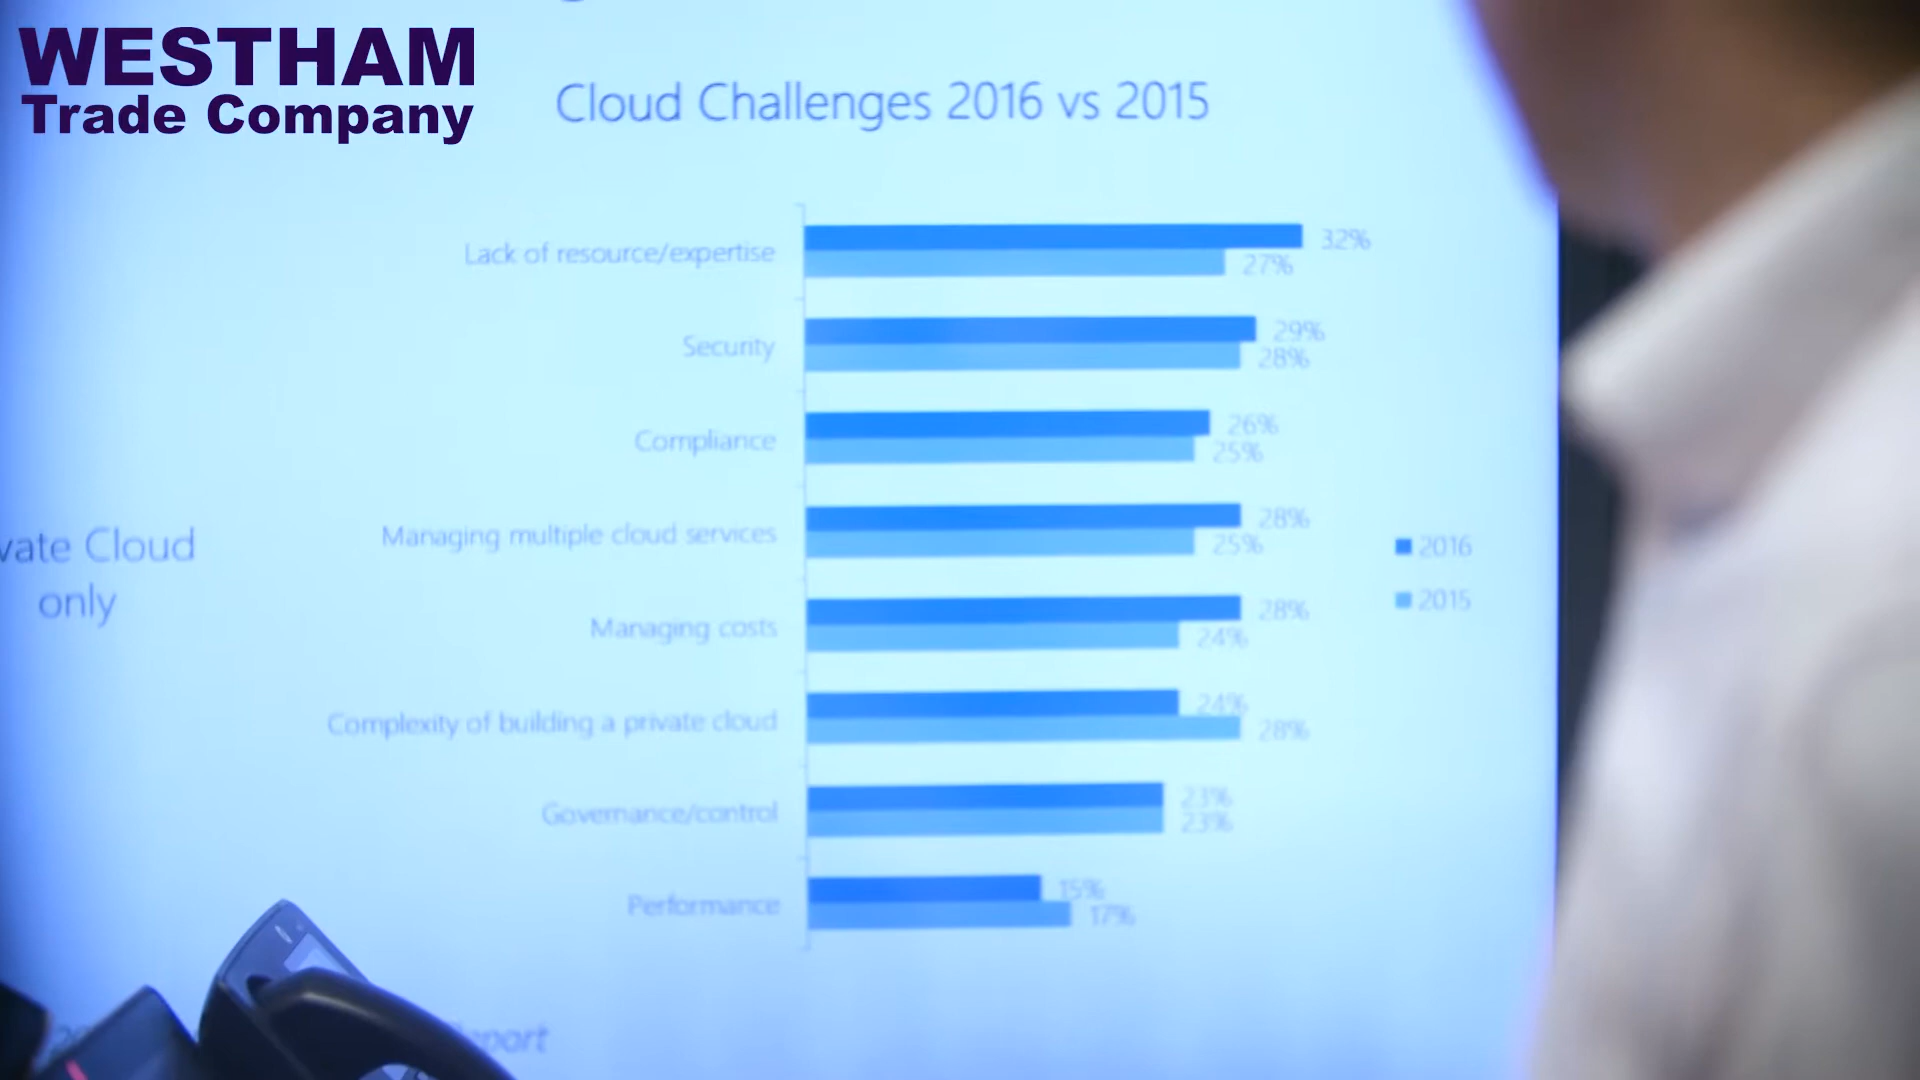 WESTHAM
Trade Company
Cloud Challenges 2016 vs 2015
Lack of resource/expertise
32%
27%
Security
29%
28%
Compliance
26%
25%
Managing multiple cloud services
28%
25%
2016
2015
vate Cloud
only
Managing costs
28%
24%
Complexity of building a private cloud
24%
28%
Governance/control
23%
23%
Performance
15%
17%
port